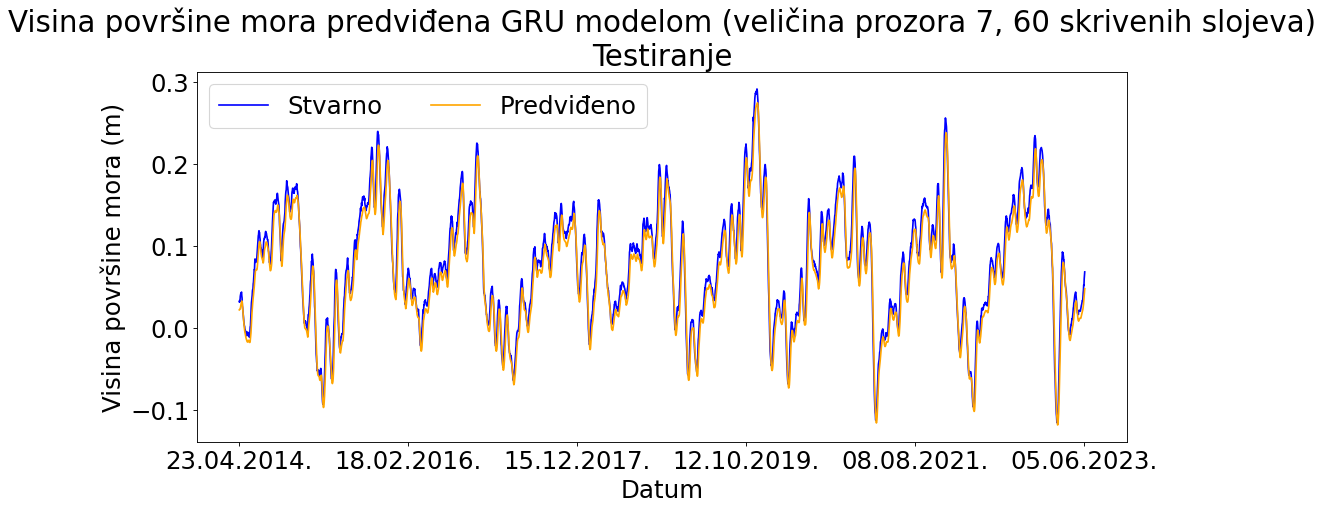 Visina površine mora predviđena GRU modelom (veličina prozora 7, 60 skrivenih slojeva)
Testiranje
Stvarno Predviđeno
Visina površine mora (m)
0.3
0.2
0.1
0.0
−0.1
23.04.2014. 18.02.2016. 15.12.2017. 12.10.2019. 08.08.2021. 05.06.2023.
Datum